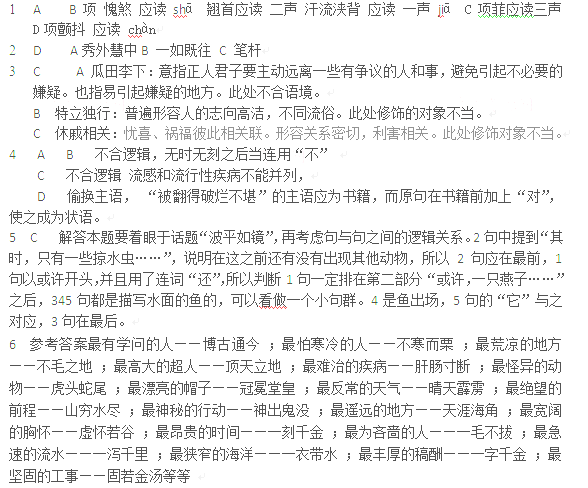 1 A B项 愧煞 应读 shā 翘首应读 二声 汗流浃背 应读 一声 jiā C 项菲应读三声
D项颤抖 应读 chàn
2 D A秀外慧中 B 一如既往 C 笔杆
3 C A 瓜田李下：意指正人君子要主动远离一些有争议的人和事，避免引起不必要的
嫌疑。也指易引起嫌疑的地方。此处不合语境。
B 特立独行：普遍形容人的志向高洁，不同流俗。此处修饰的对象不当。
C 休戚相关：忧喜、祸福彼此相关联。形容关系密切，利害相关。此处修饰对象不当。
4 A B 不合逻辑，无时无刻之后当连用“不”
C 不合逻辑 流感和流行性疾病不能并列，
D 偷换主语， “被翻得破烂不堪”的主语应为书籍，而原句在书籍前加上“对”，
使之成为状语。
5 C 解答本题要着眼于话题“波平如镜”，再考虑句与句之间的逻辑关系。2 句中提到“其
时，只有一些掠水虫……”，说明在这之前还有没有出现其他动物，所以 2 句应在最前，1
句以或许开头，并且用了连词“还”，所以判断 1 句一定排在第二部分“或许，一只燕子……”
之后，345 句都是描写水面的鱼的，可以看做一个小句群。4 是鱼出场，5 句的“它”与之
对应，3 句在最后。
6 参考答案最有学问的人——博古通今 ；最怕寒冷的人——不寒而栗 ；最荒凉的地方
——不毛之地 ；最高大的超人——顶天立地 ；最难治的疾病——肝肠寸断 ；最怪异的动
物——虎头蛇尾 ；最漂亮的帽子——冠冕堂皇 ；最反常的天气——晴天霹雳 ；最绝望的
前程——山穷水尽 ；最神秘的行动——神出鬼没 ；最遥远的地方——天涯海角 ；最宽阔
的胸怀——虚怀若谷 ；最昂贵的时间———刻千金 ；最为吝啬的人———毛不拔 ；最急
速的流水———泻千里 ；最狭窄的海洋———衣带水 ；最丰厚的稿酬———字千金 ；最
坚固的工事——固若金汤等等